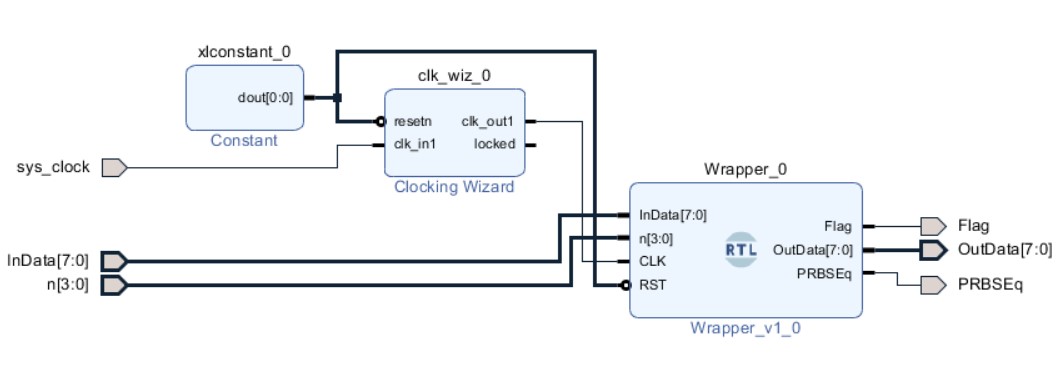 xlconstant_0
dout[0:0]
Constant
clk_wiz_0
resetn
clk_in1
clk_out1
locked
Clocking Wizard
sys_clock
InData[7:0]
n[3:0]
Wrapper_0
InData[7:0]
n[3:0]
CLK
RST
RTL
Flag
OutData[7:0]
PRBSEq
Wrapper_v1_0
Flag
OutData[7:0]
PRBSEq